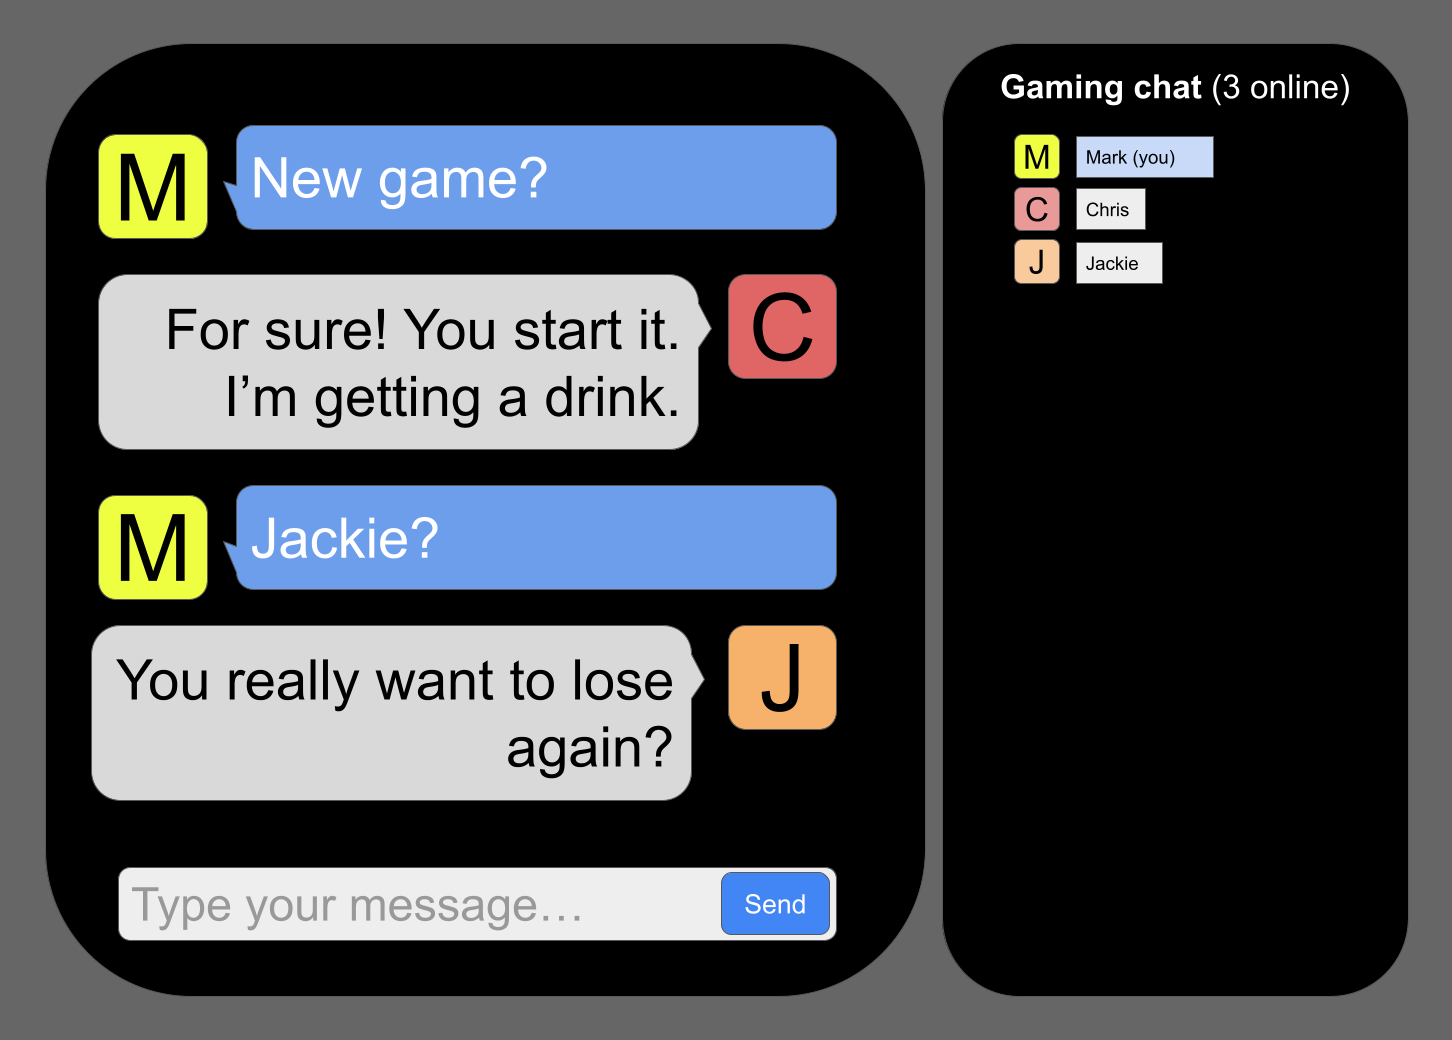 M
New game?
For sure! You start it.
I’m getting a drink.
C
M
Jackie?
You really want to lose
again?
J
Type your message…
Send
Gaming chat (3 online)
M
Mark (you)
C
Chris
J
Jackie